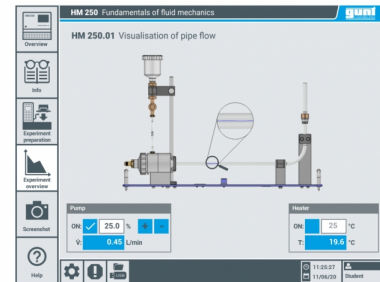 HM 250 Fundamentals of fluid mechanics
gunt
HM 250.01 Visualisation of pipe flow
Overview
Info
Experiment
preparation
Experiment
overview
Screenshot
Help
Pump
ON: 25.0 % + -
V̇: 0.45 L/min
Heater
ON: 25 °C
T: 19.6 °C
USB
11:25:27
11/06/20 Student